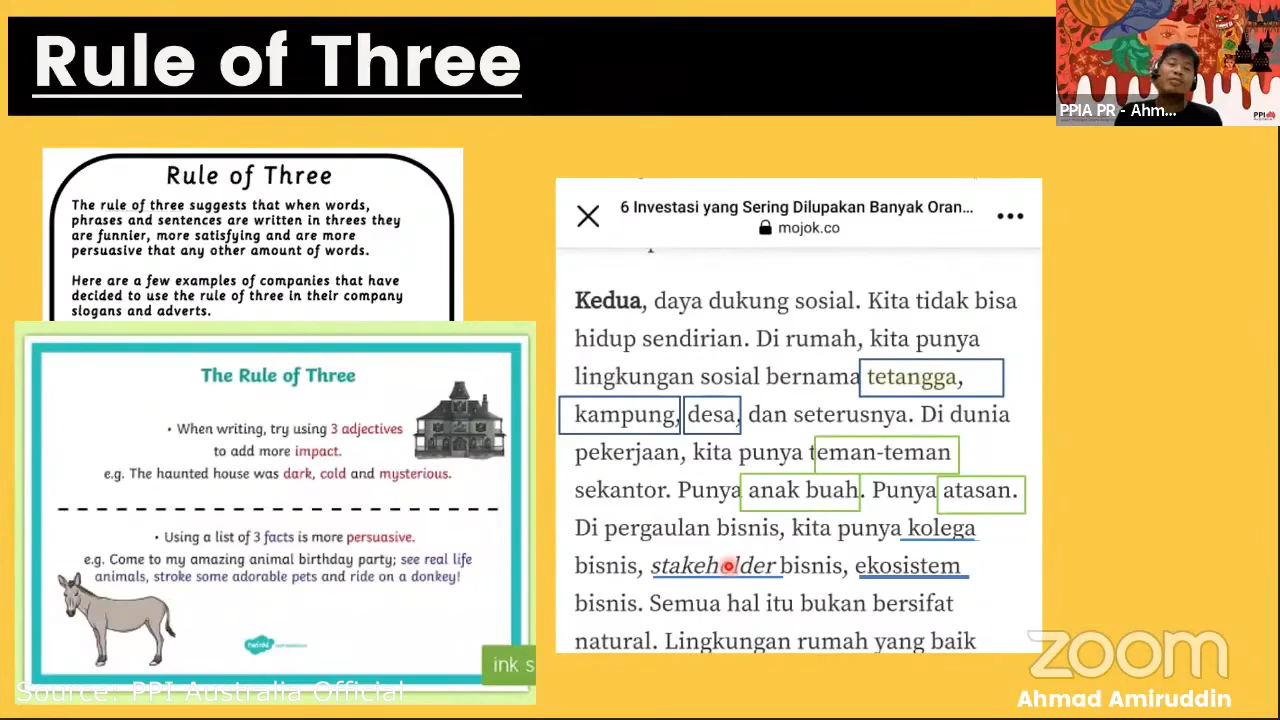 Rule of Three
PPIA PR - Ahm...
PPI
Rule of Three
The rule of three suggests that when words,
phrases and sentences are written in threes they
are funnier, more satisfying and are more
persuasive that any other amount of words.
Here are a few examples of companies that have
decided to use the rule of three in their company
slogans and adverts.
The Rule of Three
• When writing, try using 3 adjectives
to add more impact.
e.g. The haunted house was dark, cold and mysterious.
• Using a list of 3 facts is more persuasive.
e.g. Come to my amazing animal birthday party; see real life
animals, stroke some adorable pets and ride on a donkey!
twinkl
ink s
Source: PPI Australia Official
6 Investasi yang Sering Dilupakan Banyak Oran...
mojok.co
Kedua, daya dukung sosial. Kita tidak bisa
hidup sendirian. Di rumah, kita punya
lingkungan sosial bernama tetangga,
kampung, desa, dan seterusnya. Di dunia
pekerjaan, kita punya teman-teman
sekantor. Punya anak buah. Punya atasan.
Di pergaulan bisnis, kita punya kolega
bisnis, stakeholder bisnis, ekosistem
bisnis. Semua hal itu bukan bersifat
natural. Lingkungan rumah yang baik
zoom
Ahmad Amiruddin